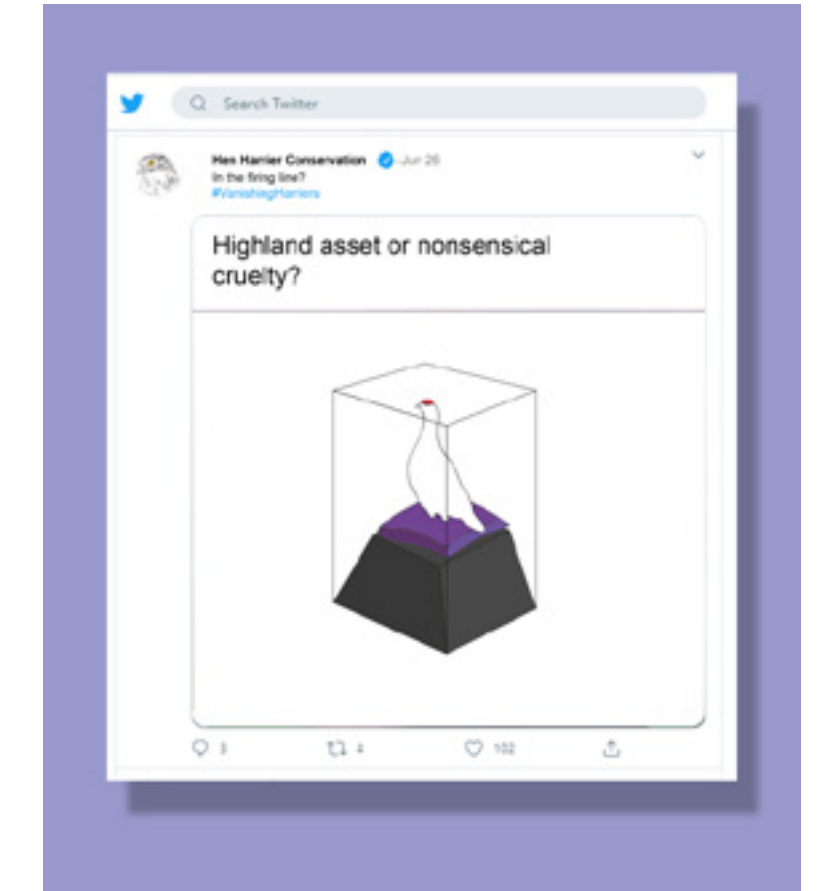 Search Twitter
Hen Harrier Conservation Jun 26
In the firing line?
#VanishingHarriers
Highland asset or nonsensical
cruelty?
3 4 102